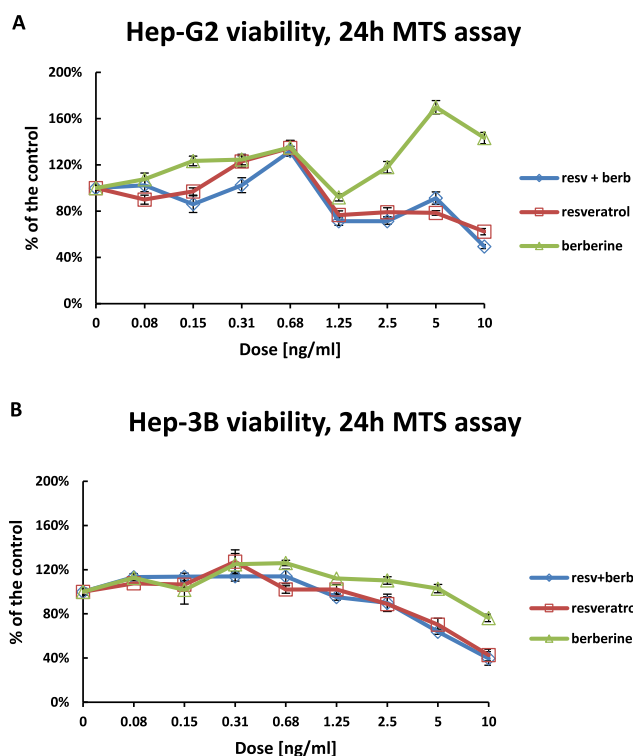 A
Hep-G2 viability, 24h MTS assay
200%
160%
120%
80%
40%
0%
% of the control
0 0.08 0.15 0.31 0.68 1.25 2.5 5 10
Dose [ng/ml]
resv + berb
resveratrol
berberine
B
Hep-3B viability, 24h MTS assay
200%
160%
120%
80%
40%
0%
% of the control
0 0.08 0.15 0.31 0.68 1.25 2.5 5 10
Dose [ng/ml]
resv+berb
resveratro
berberine